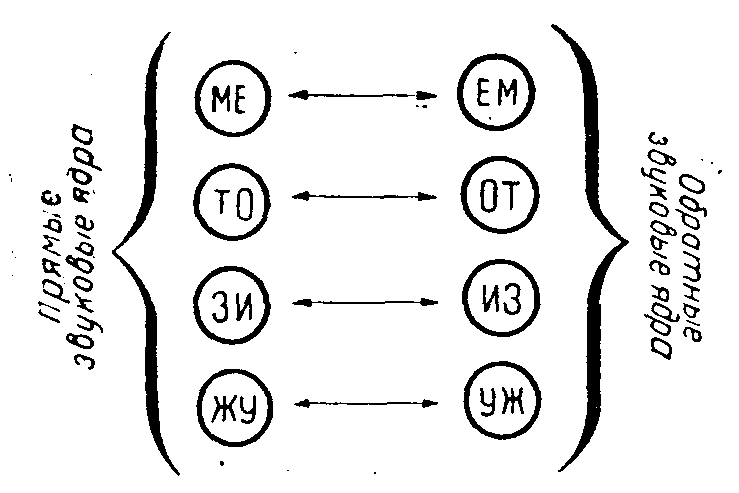 Прямые
звуковые ядра
МЕ ЕМ
ТО ОТ
ЗИ ИЗ
ЖУ УЖ
Обратные
звуковые ядра